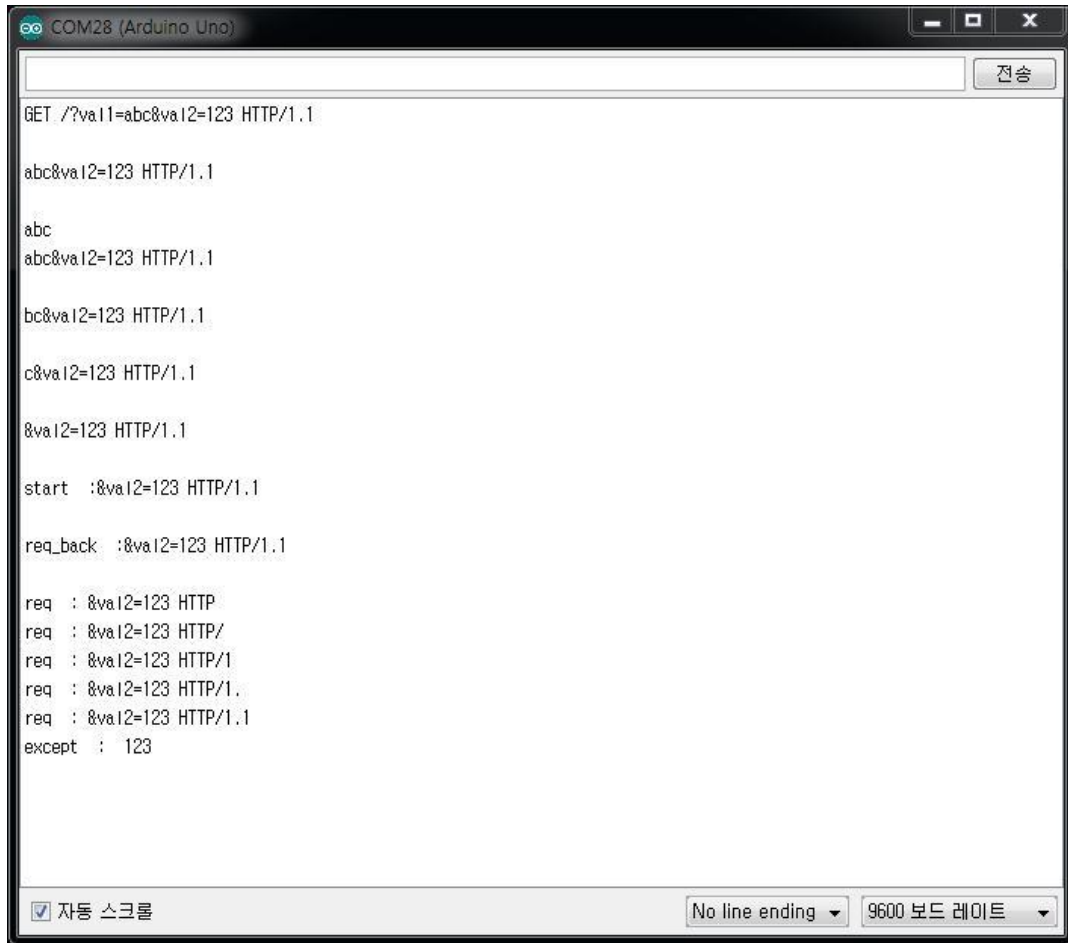 COM28 (Arduino Uno)
전송
GET /?val1=abc&val2=123 HTTP/1.1
abc&val2=123 HTTP/1.1
abc
abc&val2=123 HTTP/1.1
bc&val2=123 HTTP/1.1
c&val2=123 HTTP/1.1
&val2=123 HTTP/1.1
start  :&val2=123 HTTP/1.1
req_back  :&val2=123 HTTP/1.1
req  : &val2=123 HTTP
req  : &val2=123 HTTP/
req  : &val2=123 HTTP/1
req  : &val2=123 HTTP/1.
req  : &val2=123 HTTP/1.1
except  :  123
자동 스크롤
No line ending
9600 보드 레이트